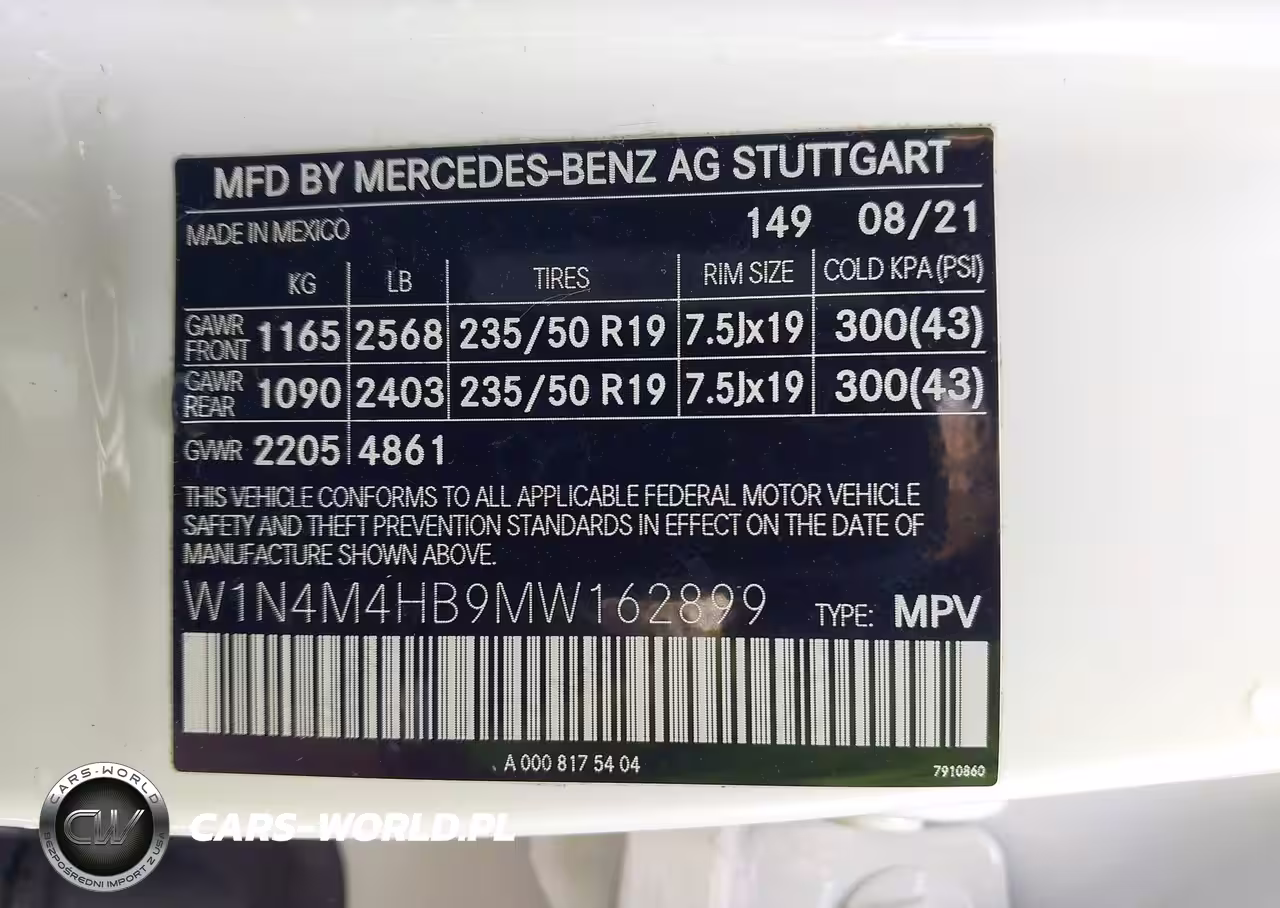 MFD BY MERCEDES-BENZ AG STUTTGART
MADE IN MEXICO 149 08/21
KG LB TIRES RIM SIZE COLD KPA (PSI)
GAWR FRONT 1165 2568 235/50 R19 7.5Jx19 300(43)
GAWR REAR 1090 2403 235/50 R19 7.5Jx19 300(43)
GVWR 2205 4861
THIS VEHICLE CONFORMS TO ALL APPLICABLE FEDERAL MOTOR VEHICLE
SAFETY AND THEFT PREVENTION STANDARDS IN EFFECT ON THE DATE OF
MANUFACTURE SHOWN ABOVE.
W1N4M4HB9MW162899 TYPE: MPV
A 000 817 54 04
7910860
CARS-WORLD
CW
BEZPOŚREDNI IMPORT Z USA
CARS-WORLD.PL